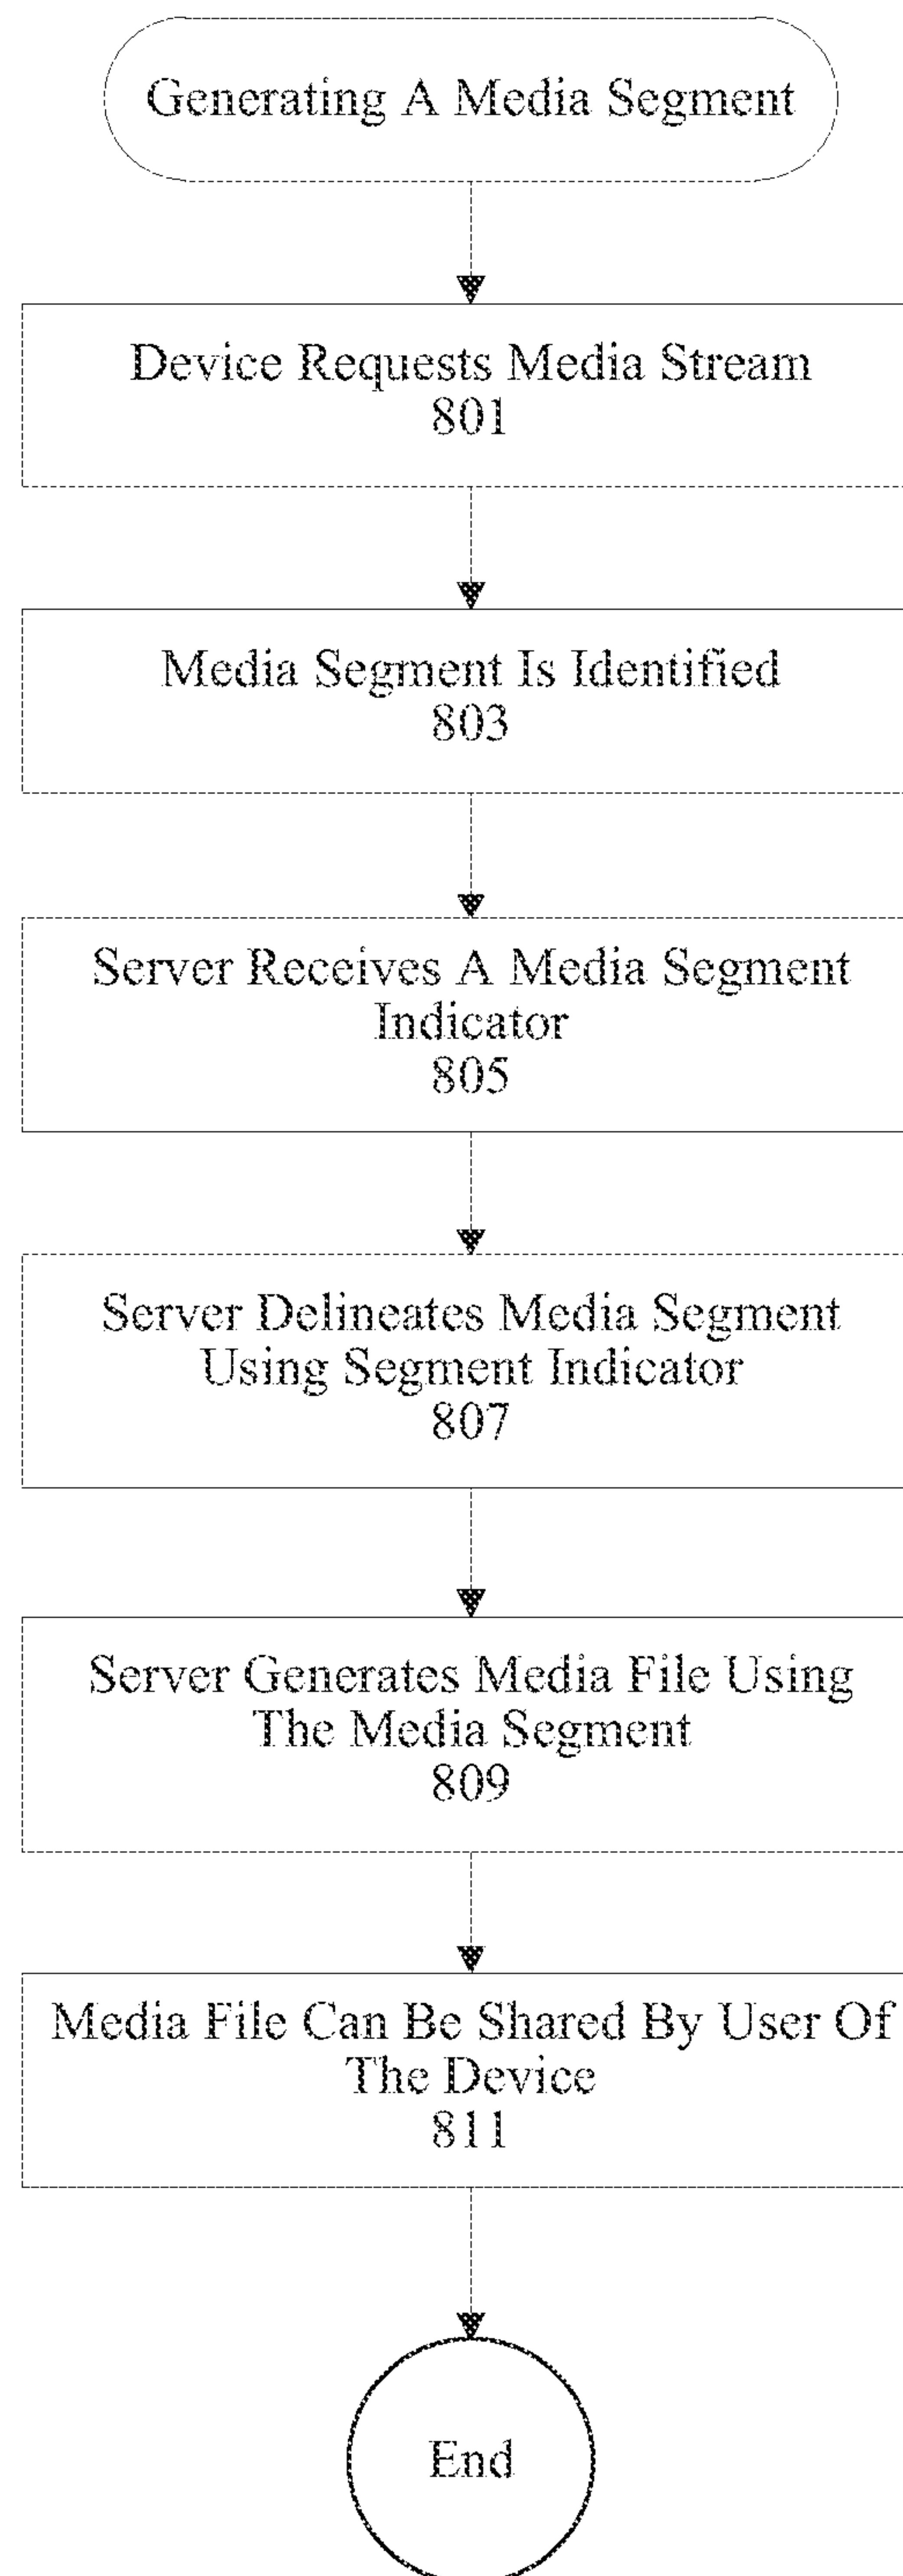 Generating A Media Segment
Device Requests Media Stream
801
Media Segment Is Identified
803
Server Receives A Media Segment
Indicator
805
Server Delineates Media Segment
Using Segment Indicator
807
Server Generates Media File Using
The Media Segment
809
Media File Can Be Shared By User Of
The Device
811
End